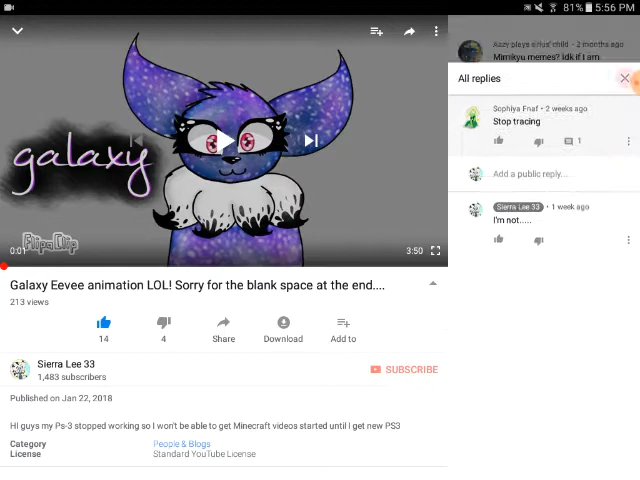 81% 5:56 PM
Azzy plays sirius' child • 2 months ago
Mimikyu memes? Idk if I am
All replies
Sophiya Fnaf • 2 weeks ago
Stop tracing
1
Add a public reply....
Sierra Lee 33 • 1 week ago
I'm not.....
galaxy
FlipaClip
0:01
3:50
Galaxy Eevee animation LOL! Sorry for the blank space at the end....
213 views
14
4
Share
Download
Add to
Sierra Lee 33
1,483 subscribers
SUBSCRIBE
Published on Jan 22, 2018
HI guys my Ps-3 stopped working so I won't be able to get Minecraft videos started until I get new PS3
Category People & Blogs
License Standard YouTube License